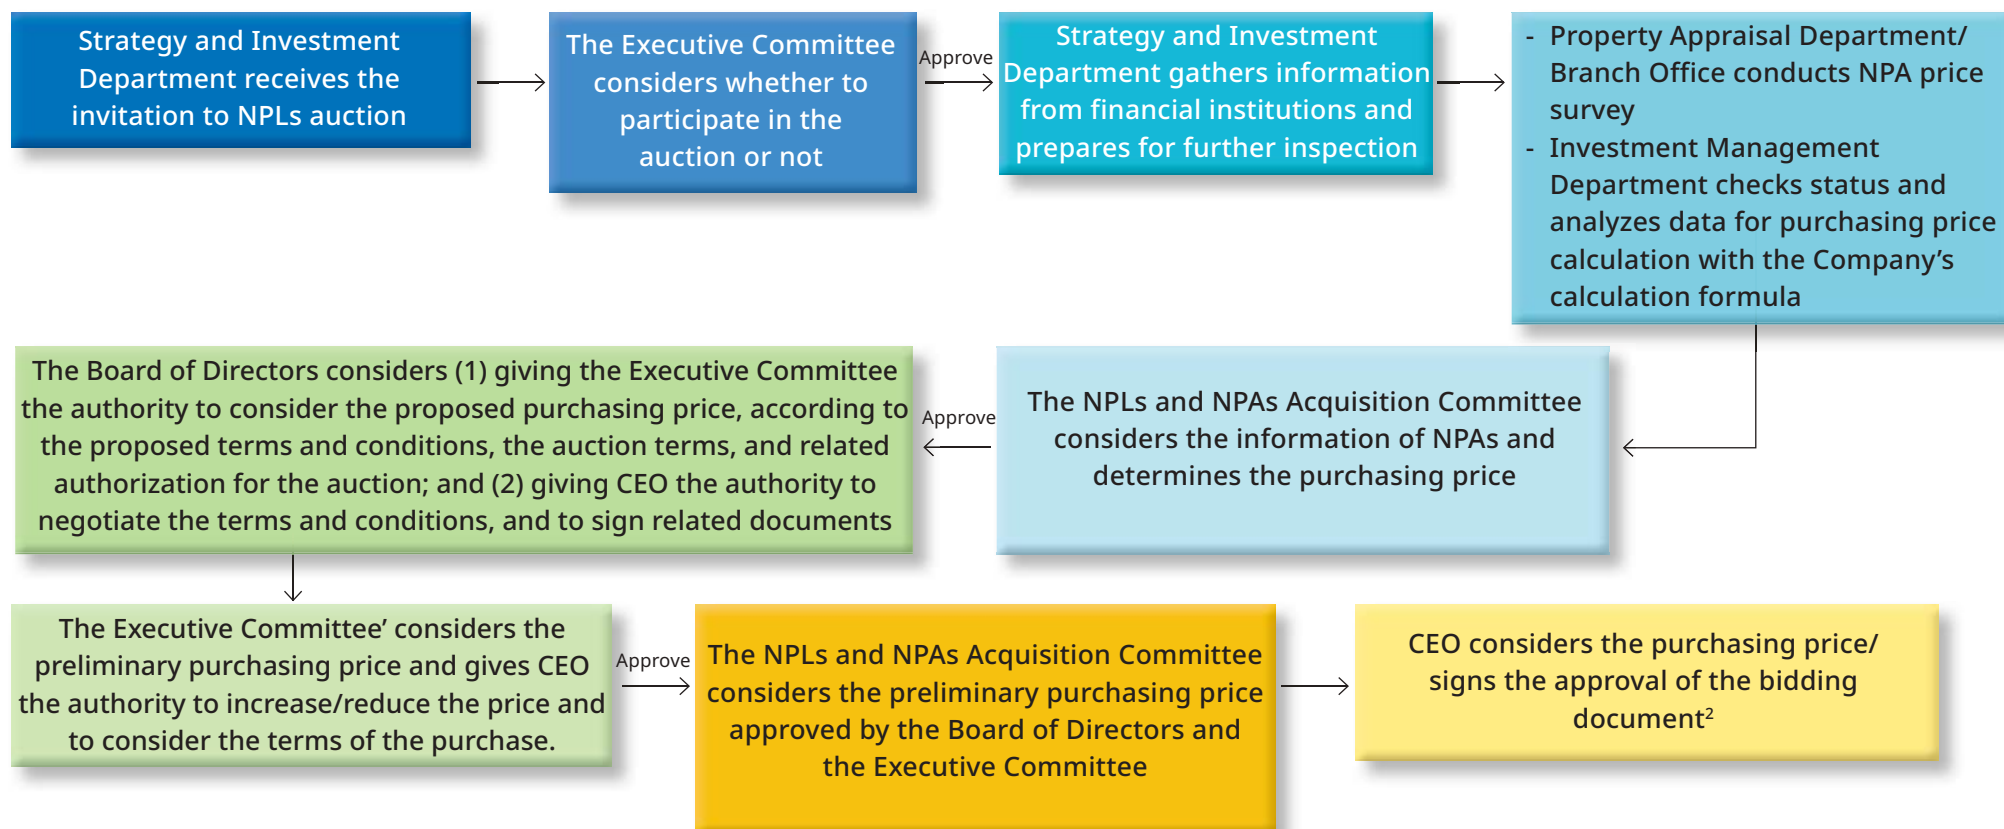 Strategy and Investment
Department receives the
invitation to NPLs auction
The Executive Committee
considers whether to
participate in the
auction or not
Approve
Strategy and Investment
Department gathers information
from financial institutions and
prepares for further inspection
- Property Appraisal Department/
Branch Office conducts NPA price
survey
- Investment Management
Department checks status and
analyzes data for purchasing price
calculation with the Company’s
calculation formula
The NPLs and NPAs Acquisition Committee
considers the information of NPAs and
determines the purchasing price
Approve
The Board of Directors considers (1) giving the Executive Committee
the authority to consider the proposed purchasing price, according to
the proposed terms and conditions, the auction terms, and related
authorization for the auction; and (2) giving CEO the authority to
negotiate the terms and conditions, and to sign related documents
The Executive Committee’ considers the
preliminary purchasing price and gives CEO
the authority to increase/reduce the price and
to consider the terms of the purchase.
Approve
The NPLs and NPAs Acquisition Committee
considers the preliminary purchasing price
approved by the Board of Directors and
the Executive Committee
CEO considers the purchasing price/
signs the approval of the bidding
document²